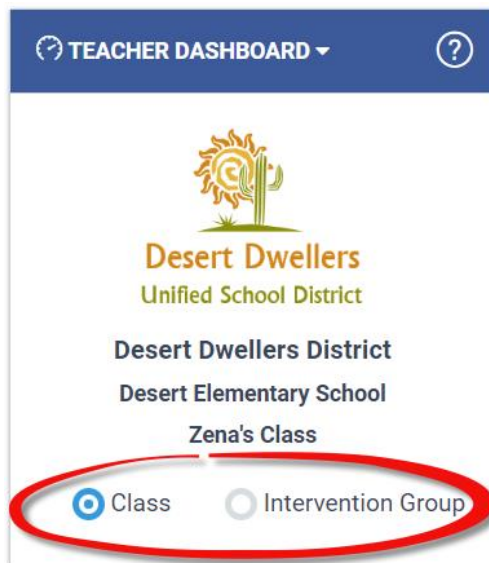 TEACHER DASHBOARD ?
Desert Dwellers
Unified School District
Desert Dwellers District
Desert Elementary School
Zena's Class
Class Intervention Group